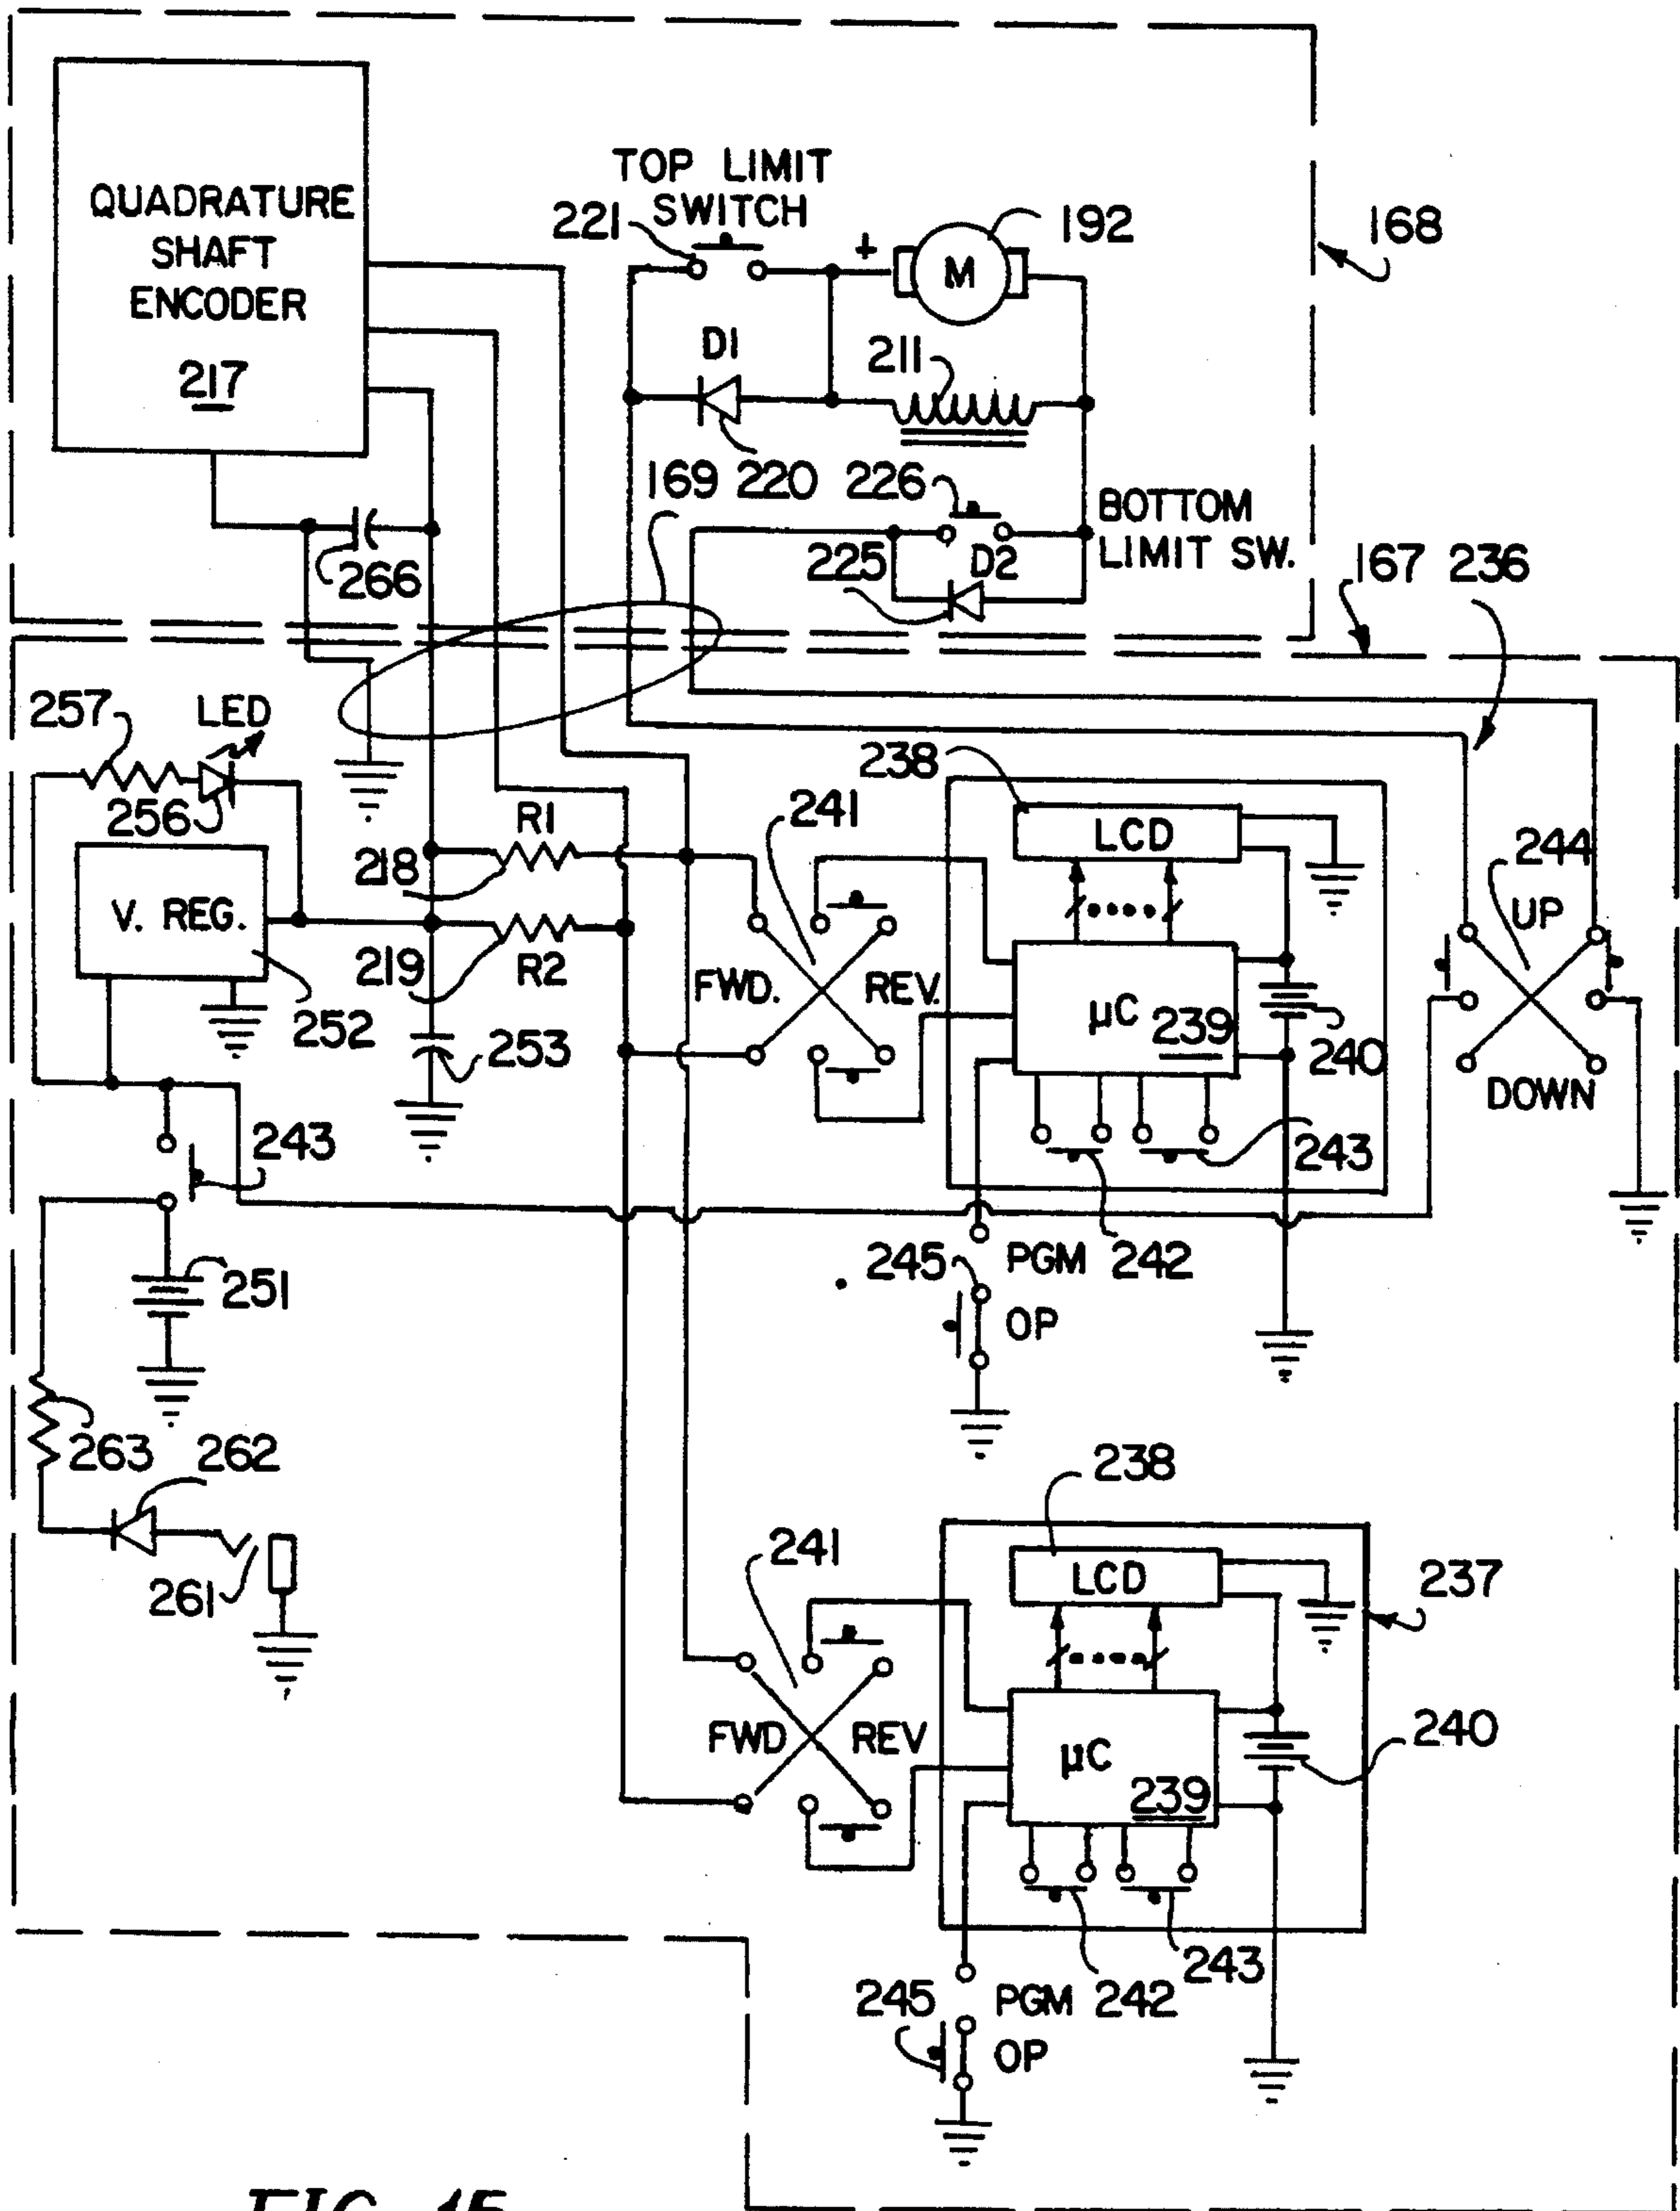 TOP LIMIT
SWITCH
221
+
192
168
QUADRATURE
SHAFT
ENCODER
217
M
D1
211
169 220 226
BOTTOM
LIMIT SW.
225 D2
266
167 236
257
LED
256
238
241
LCD
R1
218
244
UP
V. REG.
219
R2
FWD. REV.
µC 239
252
253
240
DOWN
243
243
245 PGM 242
OP
251
263 262
238
241
LCD
237
261
FWD REV
µC
239
240
243
245 PGM 242
OP
FIG. 15